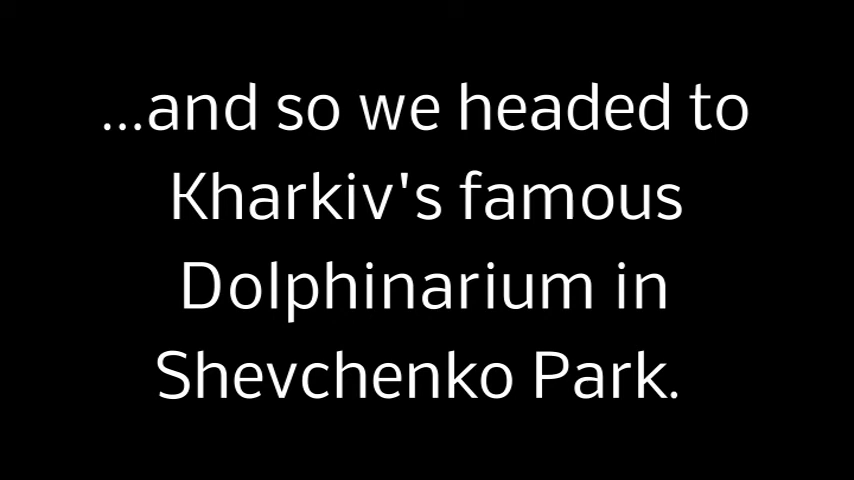 ...and so we headed to
Kharkiv's famous
Dolphinarium in
Shevchenko Park.